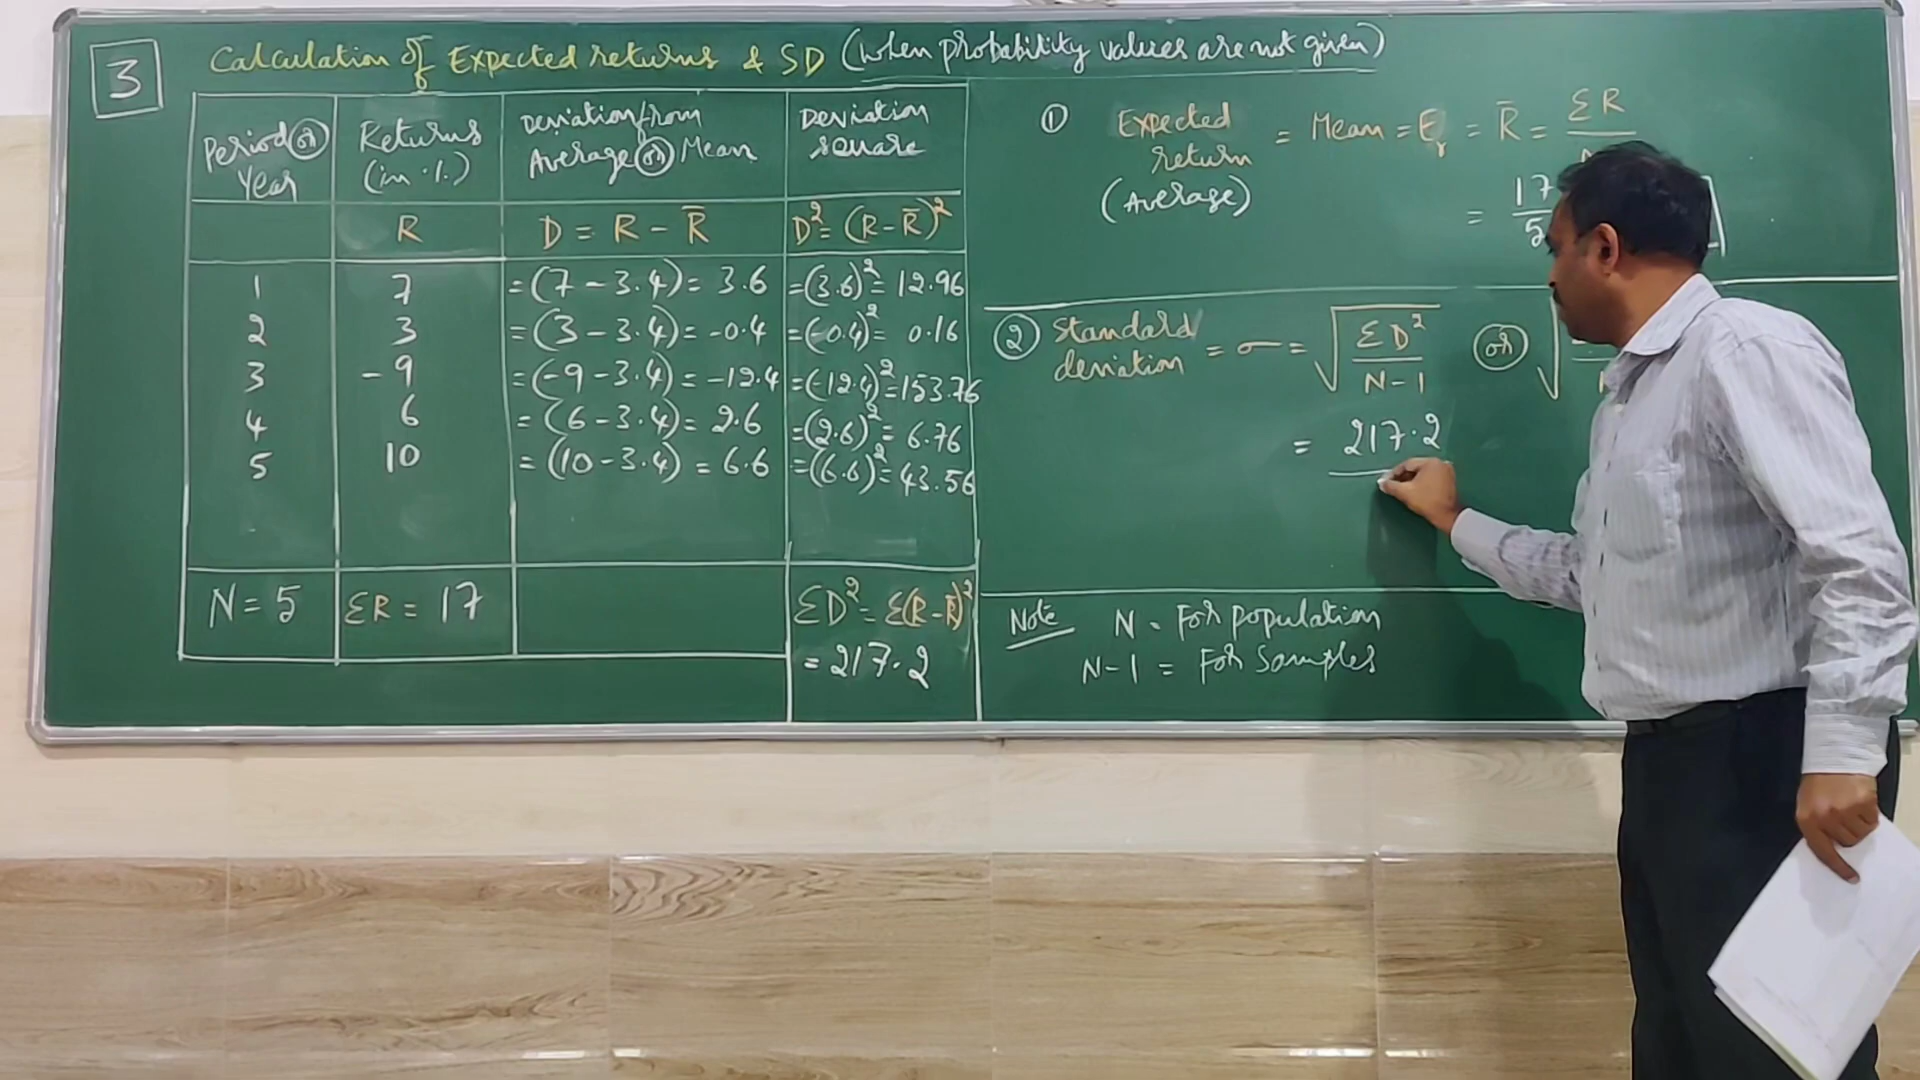 3
Calculation of Expected returns & SD (when probability values are not given)
Period (or) Year
Returns (in %)
Deviation from Average (or) Mean
Deviation square
R
D = R - R̄
D² = (R-R̄)²
1 7 = (7 - 3.4) = 3.6 = (3.6)² = 12.96
2 3 = (3 - 3.4) = -0.4 = (-0.4)² = 0.16
3 -9 = (-9 - 3.4) = -12.4 = (-12.4)² = 153.76
4 6 = (6 - 3.4) = 2.6 = (2.6)² = 6.76
5 10 = (10 - 3.4) = 6.6 = (6.6)² = 43.56
N = 5 ΣR = 17 ΣD² = Σ(R-R̄)²
= 217.2
① Expected return = Mean = Er = R̄ = ΣR
(Average)
= 17/5
② Standard deviation = σ = √(ΣD²/(N-1)) (or) √
= 217.2
Note N = For population
N-1 = For Samples